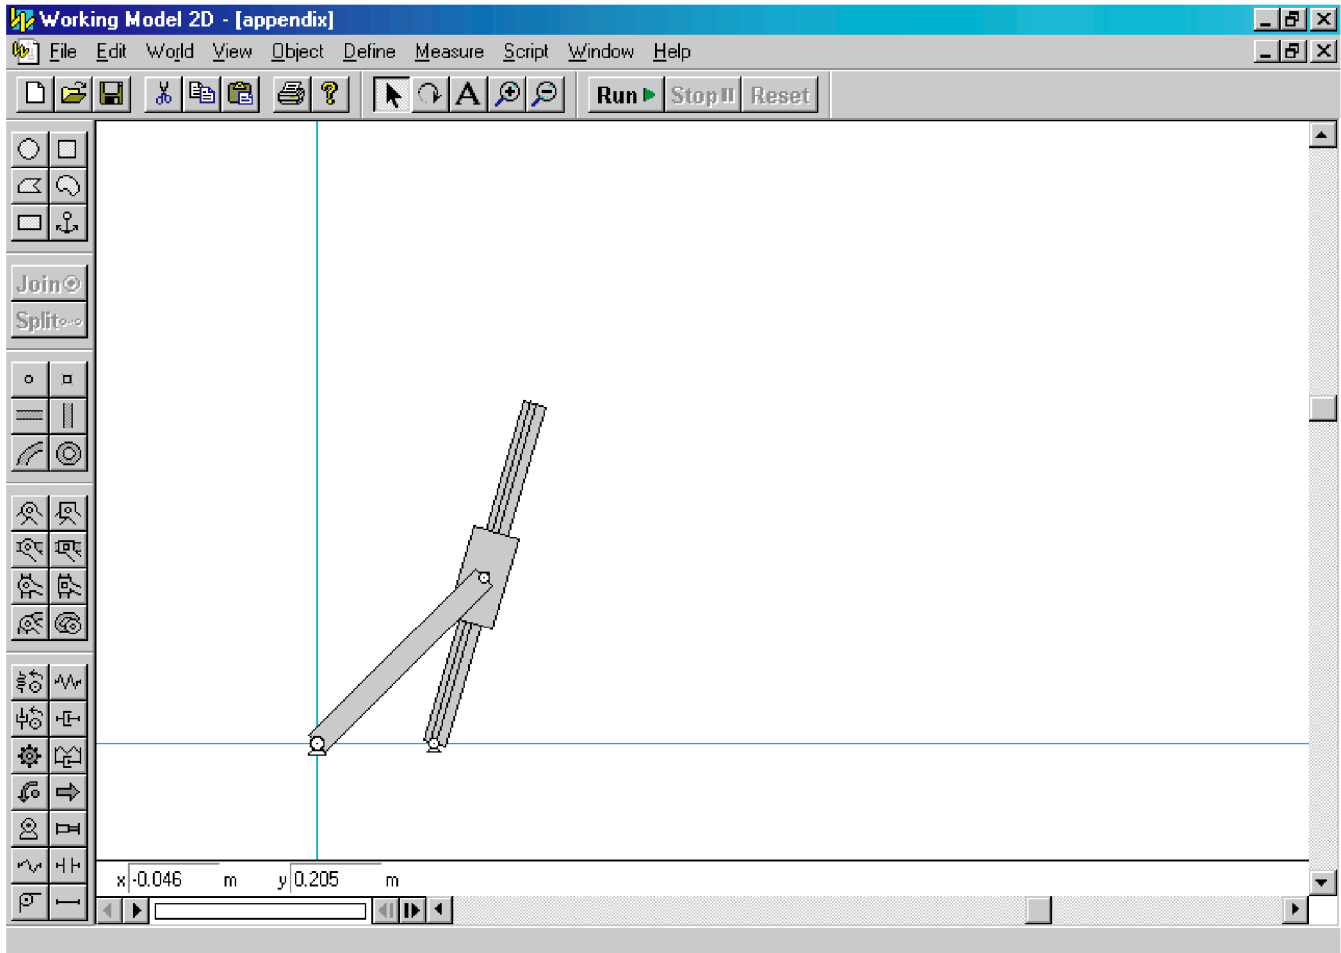 Working Model 2D - [appendix]
File Edit World View Object Define Measure Script Window Help
A Run Stop Reset
Join
Split
x -0.046 m y 0.205 m